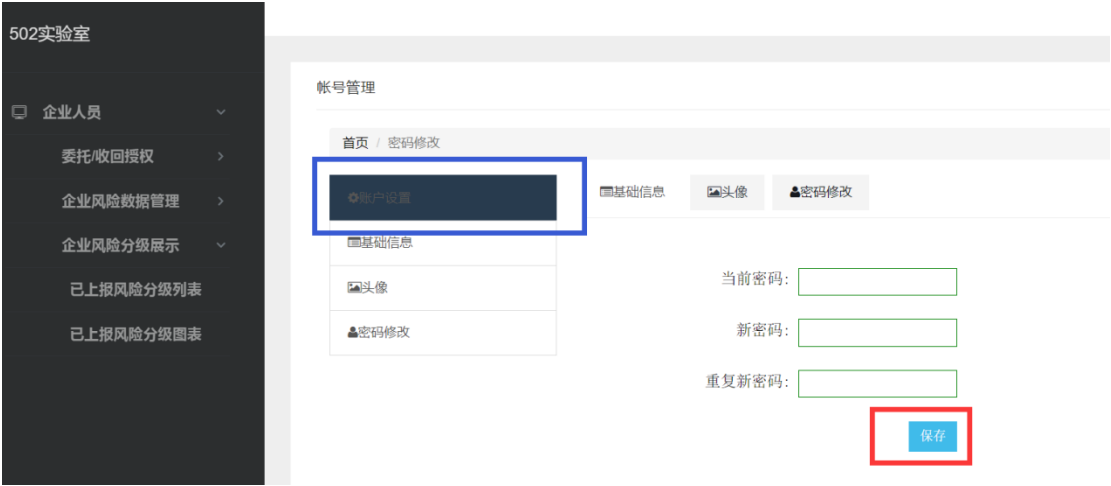 502实验室
企业人员
委托/收回授权
企业风险数据管理
企业风险分级展示
已上报风险分级列表
已上报风险分级图表
帐号管理
首页 / 密码修改
账户设置
基础信息
头像
密码修改
基础信息 头像 密码修改
当前密码:
新密码:
重复新密码:
保存